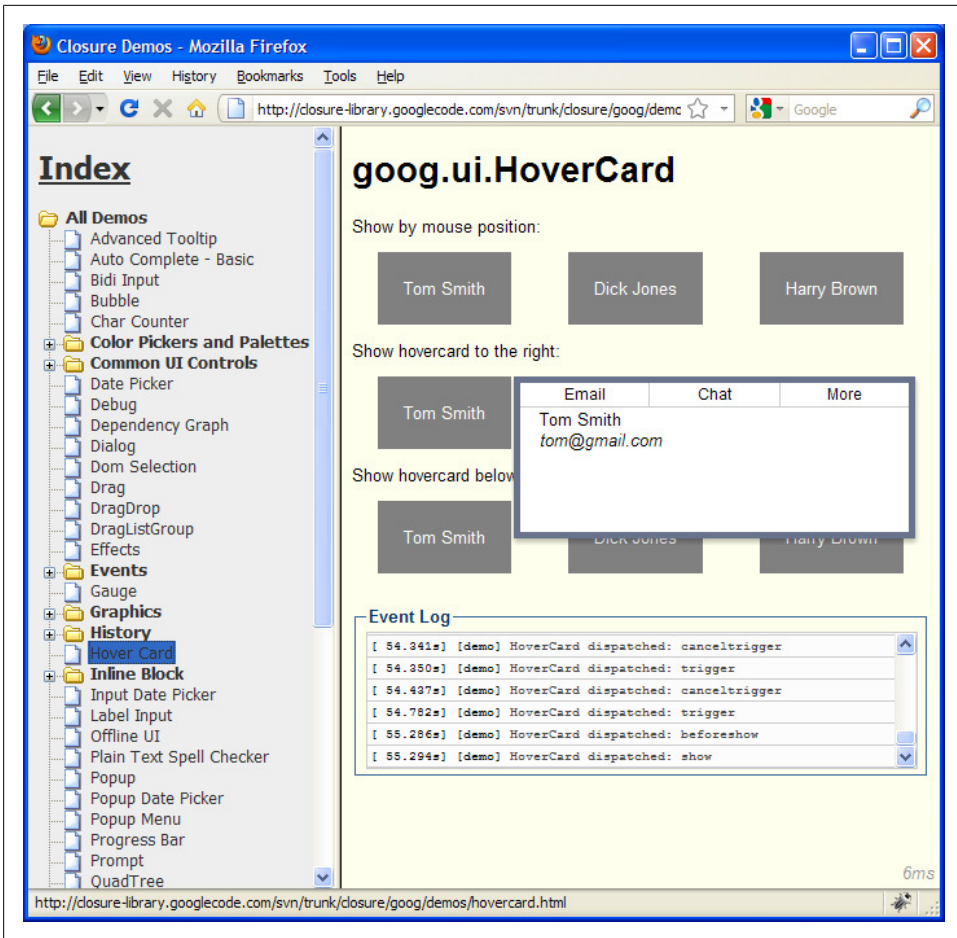 Closure Demos - Mozilla Firefox
File Edit View History Bookmarks Tools Help
http://closure-library.googlecode.com/svn/trunk/closure/goog/demc
Google
Index
All Demos
Advanced Tooltip
Auto Complete - Basic
Bidi Input
Bubble
Char Counter
Color Pickers and Palettes
Common UI Controls
Date Picker
Debug
Dependency Graph
Dialog
Dom Selection
Drag
DragDrop
DragListGroup
Effects
Events
Gauge
Graphics
History
Hover Card
Inline Block
Input Date Picker
Label Input
Offline UI
Plain Text Spell Checker
Popup
Popup Date Picker
Popup Menu
Progress Bar
Prompt
QuadTree
goog.ui.HoverCard
Show by mouse position:
Tom Smith Dick Jones Harry Brown
Show hovercard to the right:
Tom Smith
Email Chat More
Tom Smith
tom@gmail.com
Show hovercard below
Tom Smith Dick Jones Harry Brown
Event Log
[ 54.341s] [demo] HoverCard dispatched: canceltrigger
[ 54.350s] [demo] HoverCard dispatched: trigger
[ 54.437s] [demo] HoverCard dispatched: canceltrigger
[ 54.782s] [demo] HoverCard dispatched: trigger
[ 55.286s] [demo] HoverCard dispatched: beforeshow
[ 55.294s] [demo] HoverCard dispatched: show
6ms
http://closure-library.googlecode.com/svn/trunk/closure/goog/demos/hovercard.html